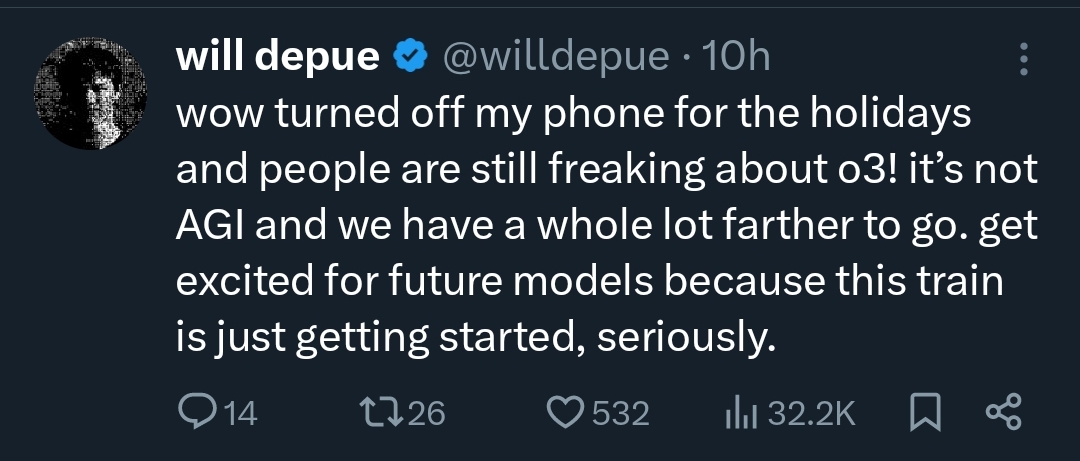 will depue @willdepue · 10h
wow turned off my phone for the holidays
and people are still freaking about o3! it’s not
AGI and we have a whole lot farther to go. get
excited for future models because this train
is just getting started, seriously.
14 26 532 32.2K